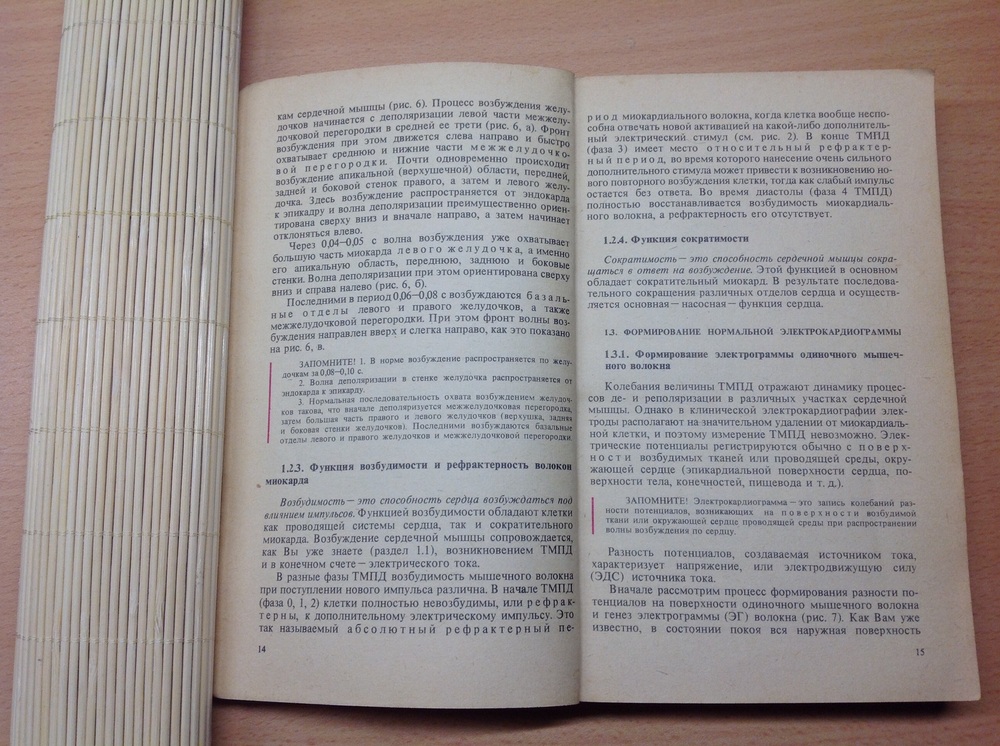 кам сердечной мышцы (рис. 6). Процесс возбуждения желу-
дочков начинается с деполяризации левой части межжелу-
дочковой перегородки в средней ее трети (рис. 6, а). Фронт
возбуждения при этом движется слева направо и быстро
охватывает среднюю и нижние части межжелудочко-
вой перегородки. Почти одновременно происходит
возбуждение апикальной (верхушечной) области, передней,
задней и боковой стенок правого, а затем и левого желу-
дочка. Здесь возбуждение распространяется от эндокарда
к эпикарду и волна деполяризации преимущественно ориен-
тирована сверху вниз и вначале направо, а затем начинает
отклоняться влево.
Через 0,04—0,05 с волна возбуждения уже охватывает
большую часть миокарда левого желудочка, а именно
его апикальную область, переднюю, заднюю и боковые
стенки. Волна деполяризации при этом ориентирована сверху
вниз и справа налево (рис. 6, б).
Последними в период 0,06—0,08 с возбуждаются базаль-
ные отделы левого и правого желудочков, а также
межжелудочковой перегородки. При этом фронт волны воз-
буждения направлен вверх и слегка направо, как это показано
на рис. 6, в.
ЗАПОМНИТЕ! 1. В норме возбуждение распространяется по желу-
дочкам за 0,08—0,10 с.
2. Волна деполяризации в стенке желудочка распространяется от
эндокарда к эпикарду.
3. Нормальная последовательность охвата возбуждением желудоч-
ков такова, что вначале деполяризуется межжелудочковая перегородка,
затем большая часть правого и левого желудочка (верхушка, задняя
и боковая стенки желудочков). Последними возбуждаются базальные
отделы левого и правого желудочков и межжелудочковой перегородки
1.2.3. Функция возбудимости и рефрактерность волокон
миокарда
Возбудимость — это способность сердца возбуждаться под
влиянием импульсов. Функцией возбудимости обладают клетки
как проводящей системы сердца, так и сократительного
миокарда. Возбуждение сердечной мышцы сопровождается,
как Вы уже знаете (раздел 1.1), возникновением ТМПД
и в конечном счете — электрического тока.
В разные фазы ТМПД возбудимость мышечного волокна
при поступлении нового импульса различна. В начале ТМПД
(фаза 0, 1, 2) клетки полностью невозбудимы, или рефрак-
терны, к дополнительному электрическому импульсу. Это
так называемый абсолютный рефрактерный пе-
14
риод миокардиального волокна, когда клетка вообще неспо-
собна отвечать новой активацией на какой-либо дополнитель-
ный электрический стимул (см. рис. 2). В конце ТМПД
(фаза 3) имеет место относительный рефрактер-
ный период, во время которого нанесение очень сильного
дополнительного стимула может привести к возникновению но-
вого повторного возбуждения клетки, тогда как слабый импульс
остается без ответа. Во время диастолы (фаза 4 ТМПД)
полностью восстанавливается возбудимость миокардиаль-
ного волокна, а рефрактерность его отсутствует.
1.2.4. Функция сократимости
Сократимость — это способность сердечной мышцы сокра-
щаться в ответ на возбуждение. Этой функцией в основном
обладает сократительный миокард. В результате последова-
тельного сокращения различных отделов сердца и осуществ-
ляется основная — насосная — функция сердца.
1.3. ФОРМИРОВАНИЕ НОРМАЛЬНОЙ ЭЛЕКТРОКАРДИОГРАММЫ
1.3.1. Формирование электрограммы одиночного мышеч-
ного волокна
Колебания величины ТМПД отражают динамику процес-
сов де- и реполяризации в различных участках сердечной
мышцы. Однако в клинической электрокардиографии элек-
троды располагают на значительном удалении от миокардиаль-
ной клетки, и поэтому измерение ТМПД невозможно. Элек-
трические потенциалы регистрируются обычно с поверх-
ности возбудимых тканей или проводящей среды, окру-
жающей сердце (эпикардиальной поверхности сердца, по-
верхности тела, конечностей, пищевода и т. д.).
ЗАПОМНИТЕ! Электрокардиограмма — это запись колебаний раз-
ности потенциалов, возникающих на поверхности возбудимой
ткани или окружающей сердце проводящей среды при распространении
волны возбуждения по сердцу.
Разность потенциалов, создаваемая источником тока,
характеризует напряжение, или электродвижущую силу
(ЭДС) источника тока.
Вначале рассмотрим процесс формирования разности по-
тенциалов на поверхности одиночного мышечного волокна
и генез электрограммы (ЭГ) волокна (рис. 7). Как Вам уже
известно, в состоянии покоя вся наружная поверхность
15